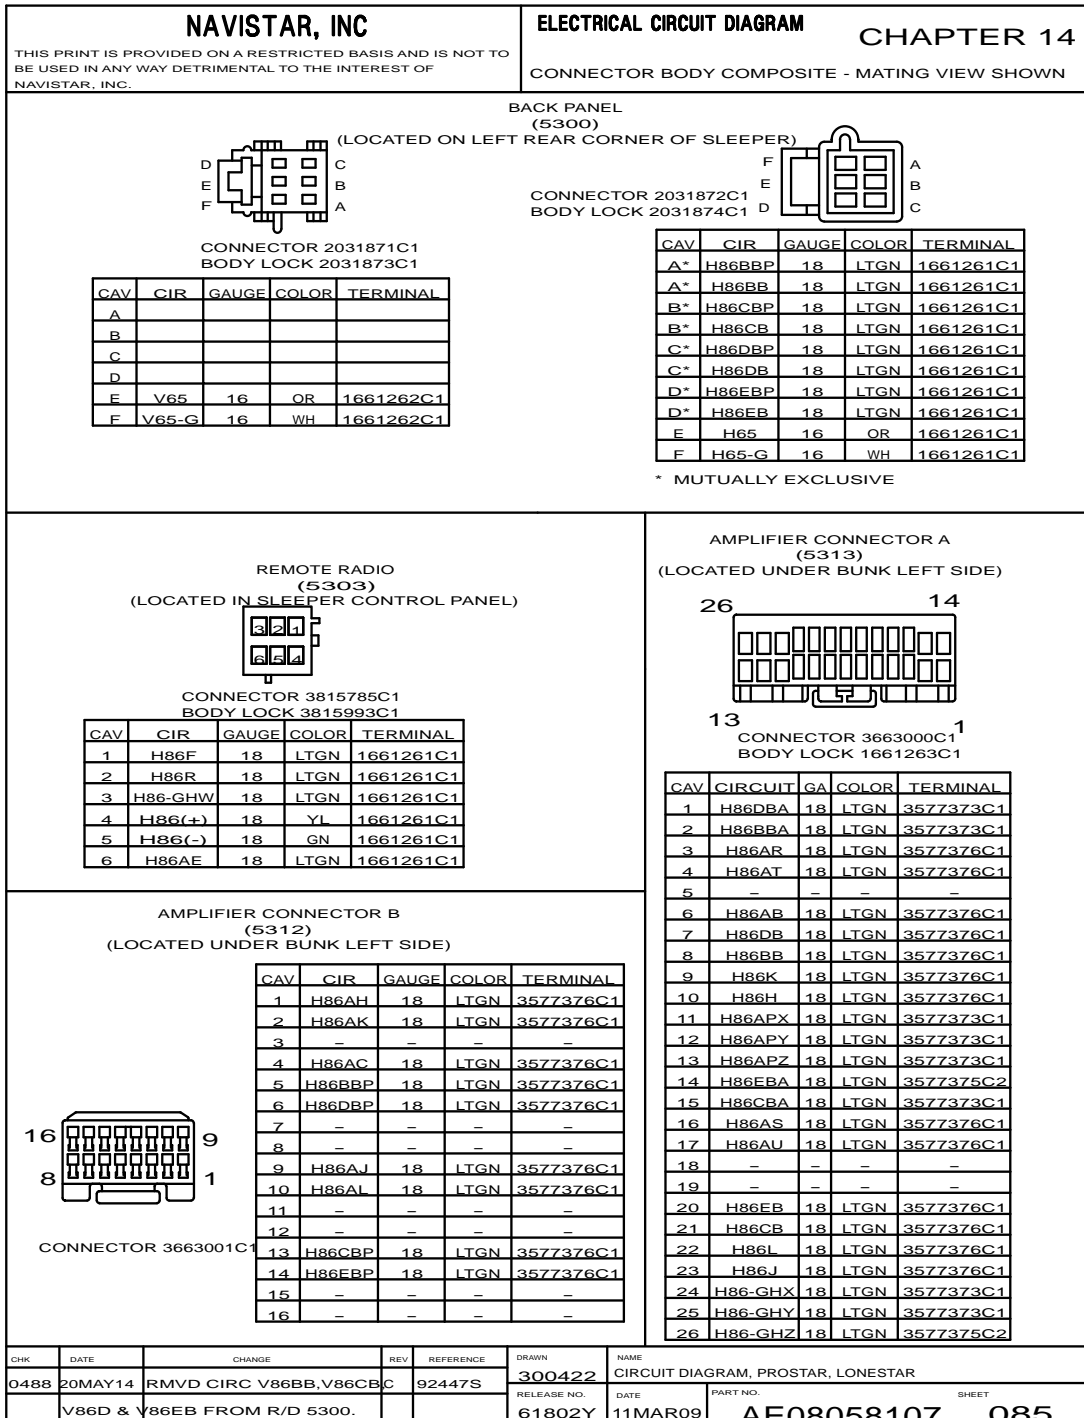 NAVISTAR, INC
THIS PRINT IS PROVIDED ON A RESTRICTED BASIS AND IS NOT TO
BE USED IN ANY WAY DETRIMENTAL TO THE INTEREST OF
NAVISTAR, INC.
ELECTRICAL CIRCUIT DIAGRAM
CHAPTER 14
CONNECTOR BODY COMPOSITE - MATING VIEW SHOWN
BACK PANEL
(5300)
(LOCATED ON LEFT REAR CORNER OF SLEEPER)
D C
E B
F A
CONNECTOR 2031871C1
BODY LOCK 2031873C1
CAV CIR GAUGE COLOR TERMINAL
A
B
C
D
E V65 16 OR 1661262C1
F V65-G 16 WH 1661262C1
F A
E B
D C
CONNECTOR 2031872C1
BODY LOCK 2031874C1
CAV CIR GAUGE COLOR TERMINAL
A* H86BBP 18 LTGN 1661261C1
A* H86BB 18 LTGN 1661261C1
B* H86CBP 18 LTGN 1661261C1
B* H86CB 18 LTGN 1661261C1
C* H86DBP 18 LTGN 1661261C1
C* H86DB 18 LTGN 1661261C1
D* H86EBP 18 LTGN 1661261C1
D* H86EB 18 LTGN 1661261C1
E H65 16 OR 1661261C1
F H65-G 16 WH 1661261C1
* MUTUALLY EXCLUSIVE
REMOTE RADIO
(5303)
(LOCATED IN SLEEPER CONTROL PANEL)
3 2 1
6 5 4
CONNECTOR 3815785C1
BODY LOCK 3815993C1
CAV CIR GAUGE COLOR TERMINAL
1 H86F 18 LTGN 1661261C1
2 H86R 18 LTGN 1661261C1
3 H86-GHW 18 LTGN 1661261C1
4 H86(+) 18 YL 1661261C1
5 H86(-) 18 GN 1661261C1
6 H86AE 18 LTGN 1661261C1
AMPLIFIER CONNECTOR A
(5313)
(LOCATED UNDER BUNK LEFT SIDE)
26 14
13 1
CONNECTOR 3663000C1
BODY LOCK 1661263C1
CAV CIRCUIT GA COLOR TERMINAL
1 H86DBA 18 LTGN 3577373C1
2 H86BBA 18 LTGN 3577373C1
3 H86AR 18 LTGN 3577376C1
4 H86AT 18 LTGN 3577376C1
5 – – – –
6 H86AB 18 LTGN 3577376C1
7 H86DB 18 LTGN 3577376C1
8 H86BB 18 LTGN 3577376C1
9 H86K 18 LTGN 3577376C1
10 H86H 18 LTGN 3577376C1
11 H86APX 18 LTGN 3577373C1
12 H86APY 18 LTGN 3577373C1
13 H86APZ 18 LTGN 3577373C1
14 H86EBA 18 LTGN 3577375C2
15 H86CBA 18 LTGN 3577373C1
16 H86AS 18 LTGN 3577376C1
17 H86AU 18 LTGN 3577376C1
18 – – – –
19 – – – –
20 H86EB 18 LTGN 3577376C1
21 H86CB 18 LTGN 3577376C1
22 H86L 18 LTGN 3577376C1
23 H86J 18 LTGN 3577376C1
24 H86-GHX 18 LTGN 3577373C1
25 H86-GHY 18 LTGN 3577373C1
26 H86-GHZ 18 LTGN 3577375C2
AMPLIFIER CONNECTOR B
(5312)
(LOCATED UNDER BUNK LEFT SIDE)
16 9
8 1
CONNECTOR 3663001C1
CAV CIR GAUGE COLOR TERMINAL
1 H86AH 18 LTGN 3577376C1
2 H86AK 18 LTGN 3577376C1
3 – – – –
4 H86AC 18 LTGN 3577376C1
5 H86BBP 18 LTGN 3577376C1
6 H86DBP 18 LTGN 3577376C1
7 – – – –
8 – – – –
9 H86AJ 18 LTGN 3577376C1
10 H86AL 18 LTGN 3577376C1
11 – – – –
12 – – – –
13 H86CBP 18 LTGN 3577376C1
14 H86EBP 18 LTGN 3577376C1
15 – – – –
16 – – – –
CHK DATE CHANGE REV REFERENCE
0488 20MAY14 RMVD CIRC V86BB,V86CB C 92447S
V86D & V86EB FROM R/D 5300.
DRAWN
300422
NAME
CIRCUIT DIAGRAM, PROSTAR, LONESTAR
RELEASE NO.
61802Y
DATE
11MAR09
PART NO.
AE08058107
SHEET
085